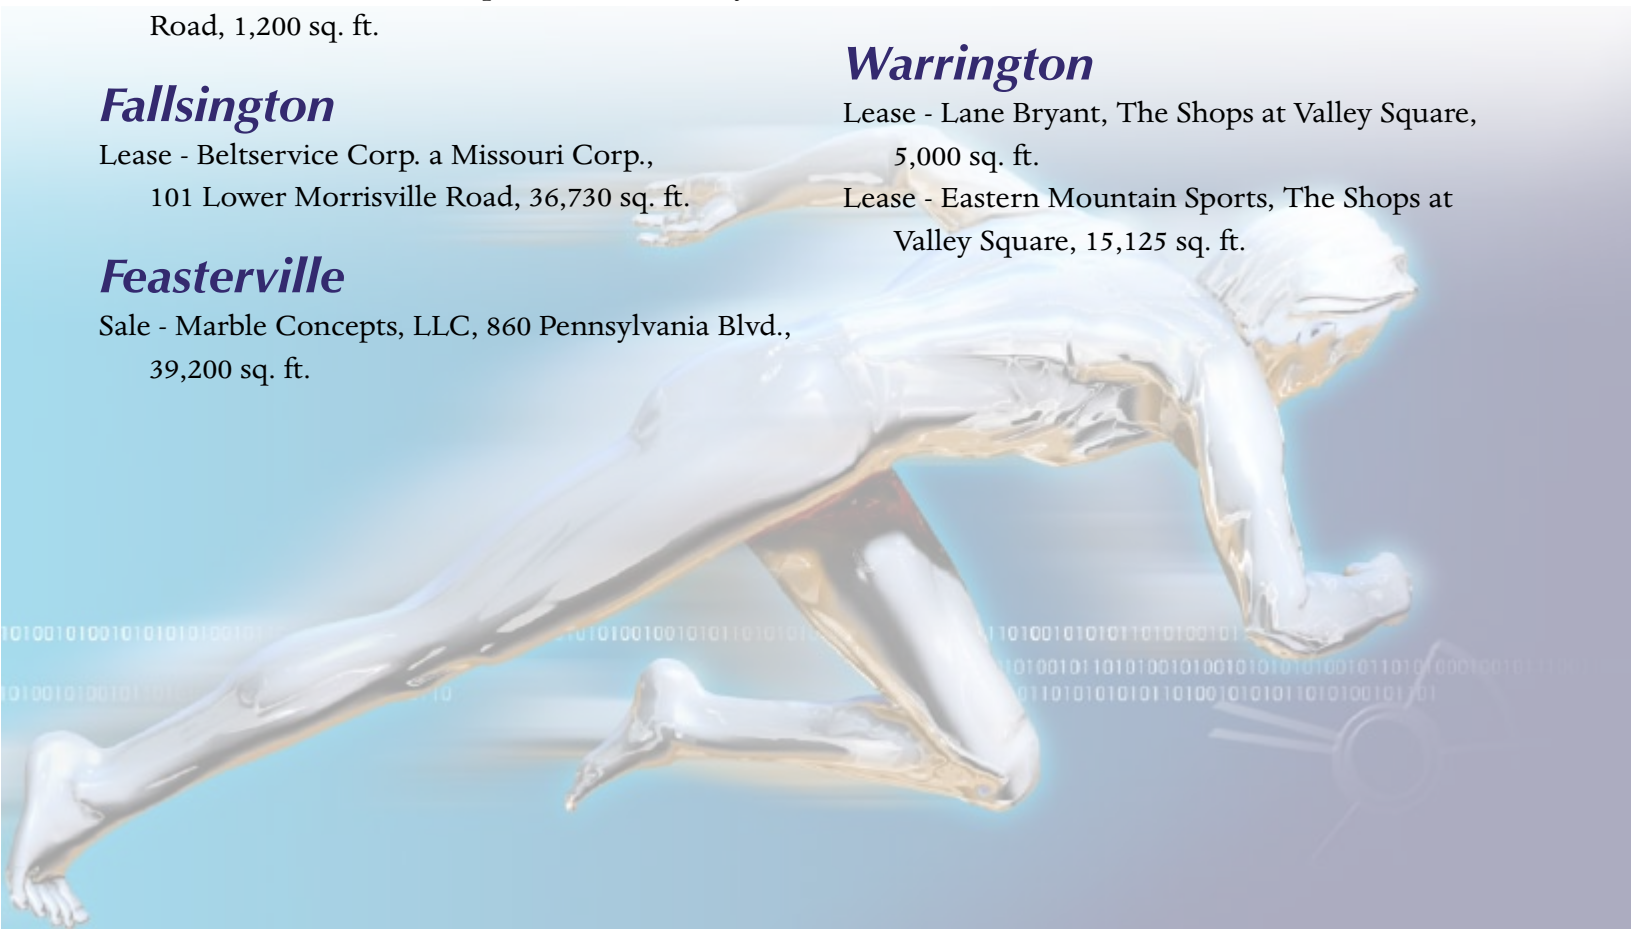 Road, 1,200 sq. ft.
Fallsington
Lease - Beltservice Corp. a Missouri Corp.,
101 Lower Morrisville Road, 36,730 sq. ft.
Feasterville
Sale - Marble Concepts, LLC, 860 Pennsylvania Blvd.,
39,200 sq. ft.
Warrington
Lease - Lane Bryant, The Shops at Valley Square,
5,000 sq. ft.
Lease - Eastern Mountain Sports, The Shops at
Valley Square, 15,125 sq. ft.